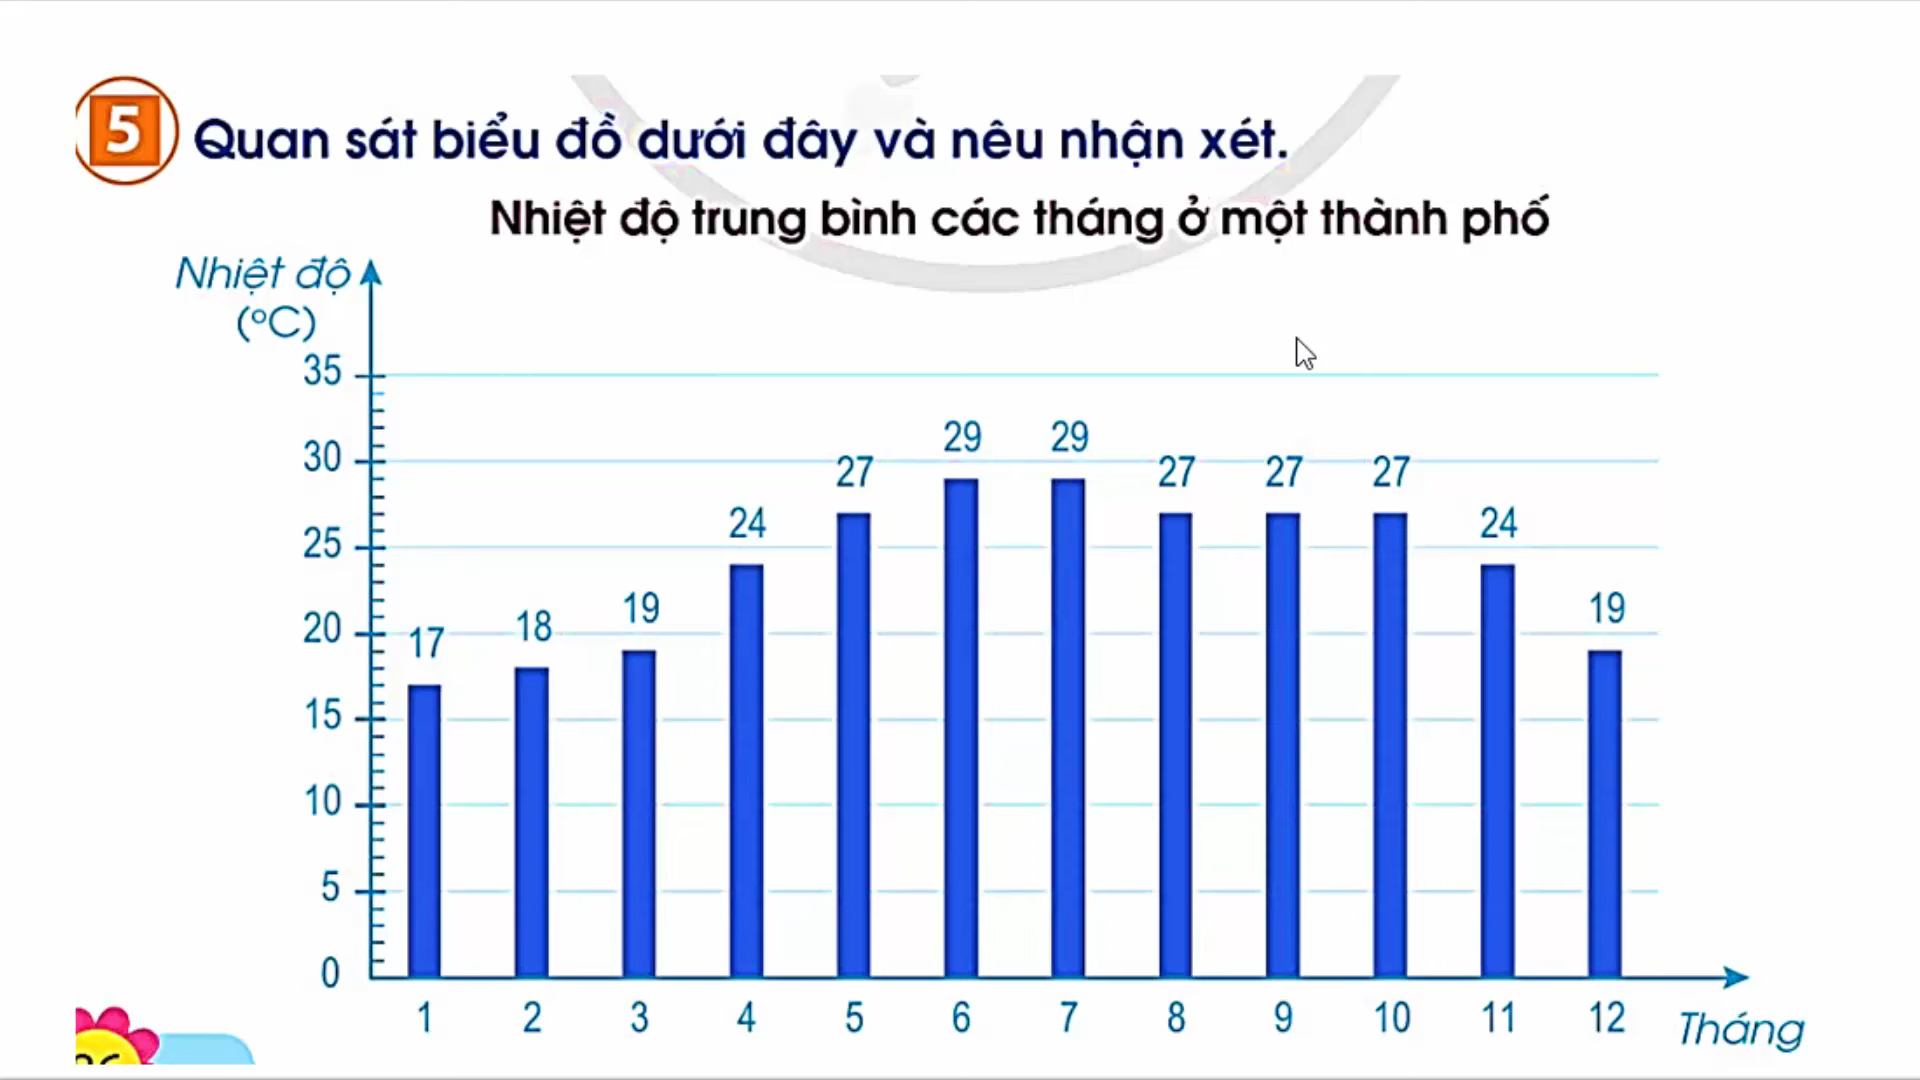 5 Quan sát biểu đồ dưới đây và nêu nhận xét.
Nhiệt độ trung bình các tháng ở một thành phố
Nhiệt độ
(°C)
35
30
25
20
15
10
5
0
17 18 19 24 27 29 29 27 27 27 24 19
1 2 3 4 5 6 7 8 9 10 11 12 Tháng